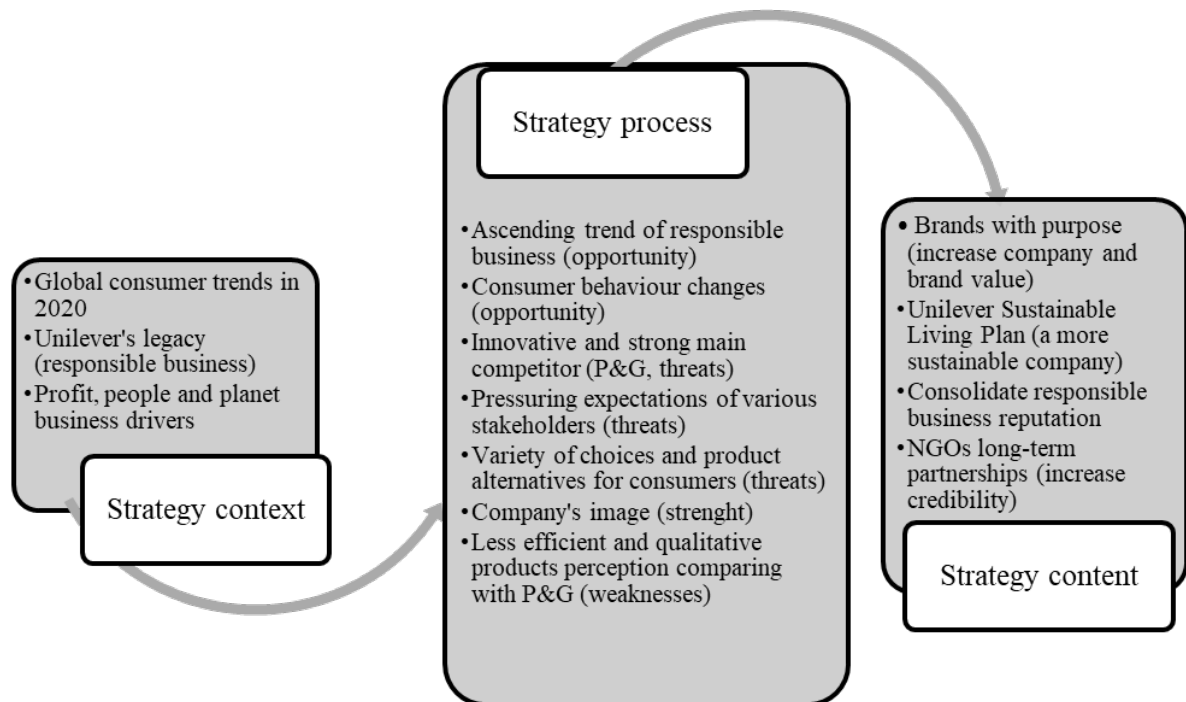 •Global consumer trends in
2020
•Unilever's legacy
(responsible business)
•Profit, people and planet
business drivers
Strategy context
Strategy process
•Ascending trend of responsible
business (opportunity)
•Consumer behaviour changes
(opportunity)
•Innovative and strong main
competitor (P&G, threats)
•Pressuring expectations of various
stakeholders (threats)
•Variety of choices and product
alternatives for consumers (threats)
•Company's image (strenght)
•Less efficient and qualitative
products perception comparing
with P&G (weaknesses)
• Brands with purpose
(increase company and
brand value)
•Unilever Sustainable
Living Plan (a more
sustainable company)
•Consolidate responsible
business reputation
•NGOs long-term
partnerships (increase
credibility)
Strategy content